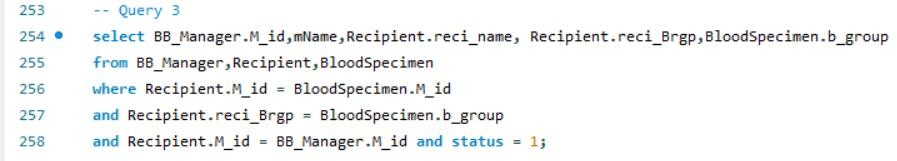 253 -- Query 3
254 select BB_Manager.M_id,mName,Recipient.reci_name, Recipient.reci_Brgp,BloodSpecimen.b_group
255 from BB_Manager,Recipient,BloodSpecimen
256 where Recipient.M_id = BloodSpecimen.M_id
257 and Recipient.reci_Brgp = BloodSpecimen.b_group
258 and Recipient.M_id = BB_Manager.M_id and status = 1;